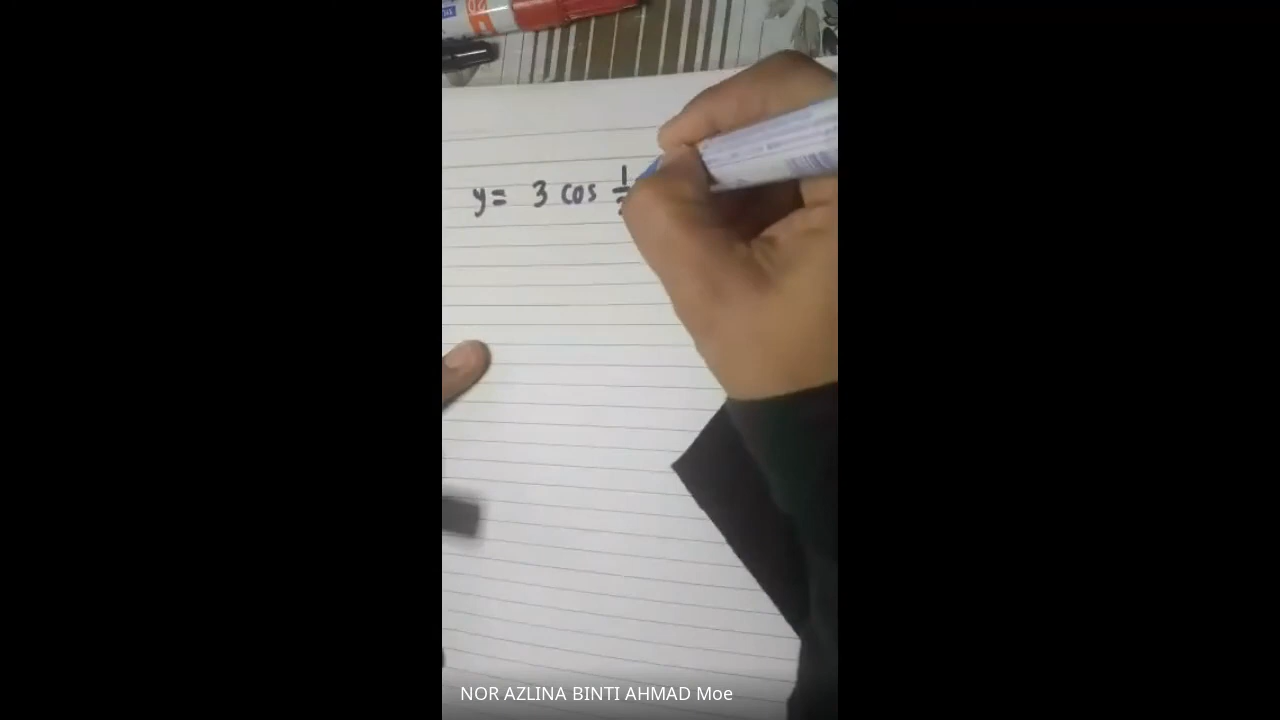 y = 3 cos 1/2
NOR AZLINA BINTI AHMAD Moe